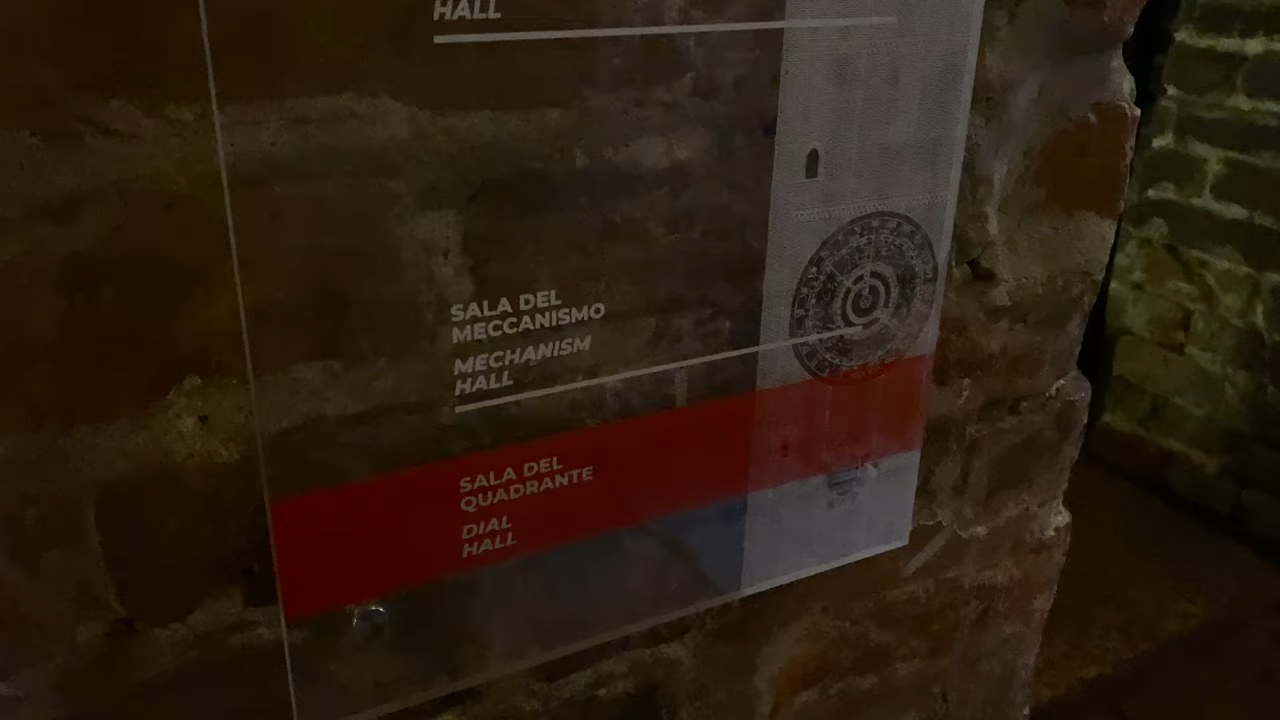 HALL
SALA DEL
MECCANISMO
MECHANISM
HALL
SALA DEL
QUADRANTE
DIAL
HALL